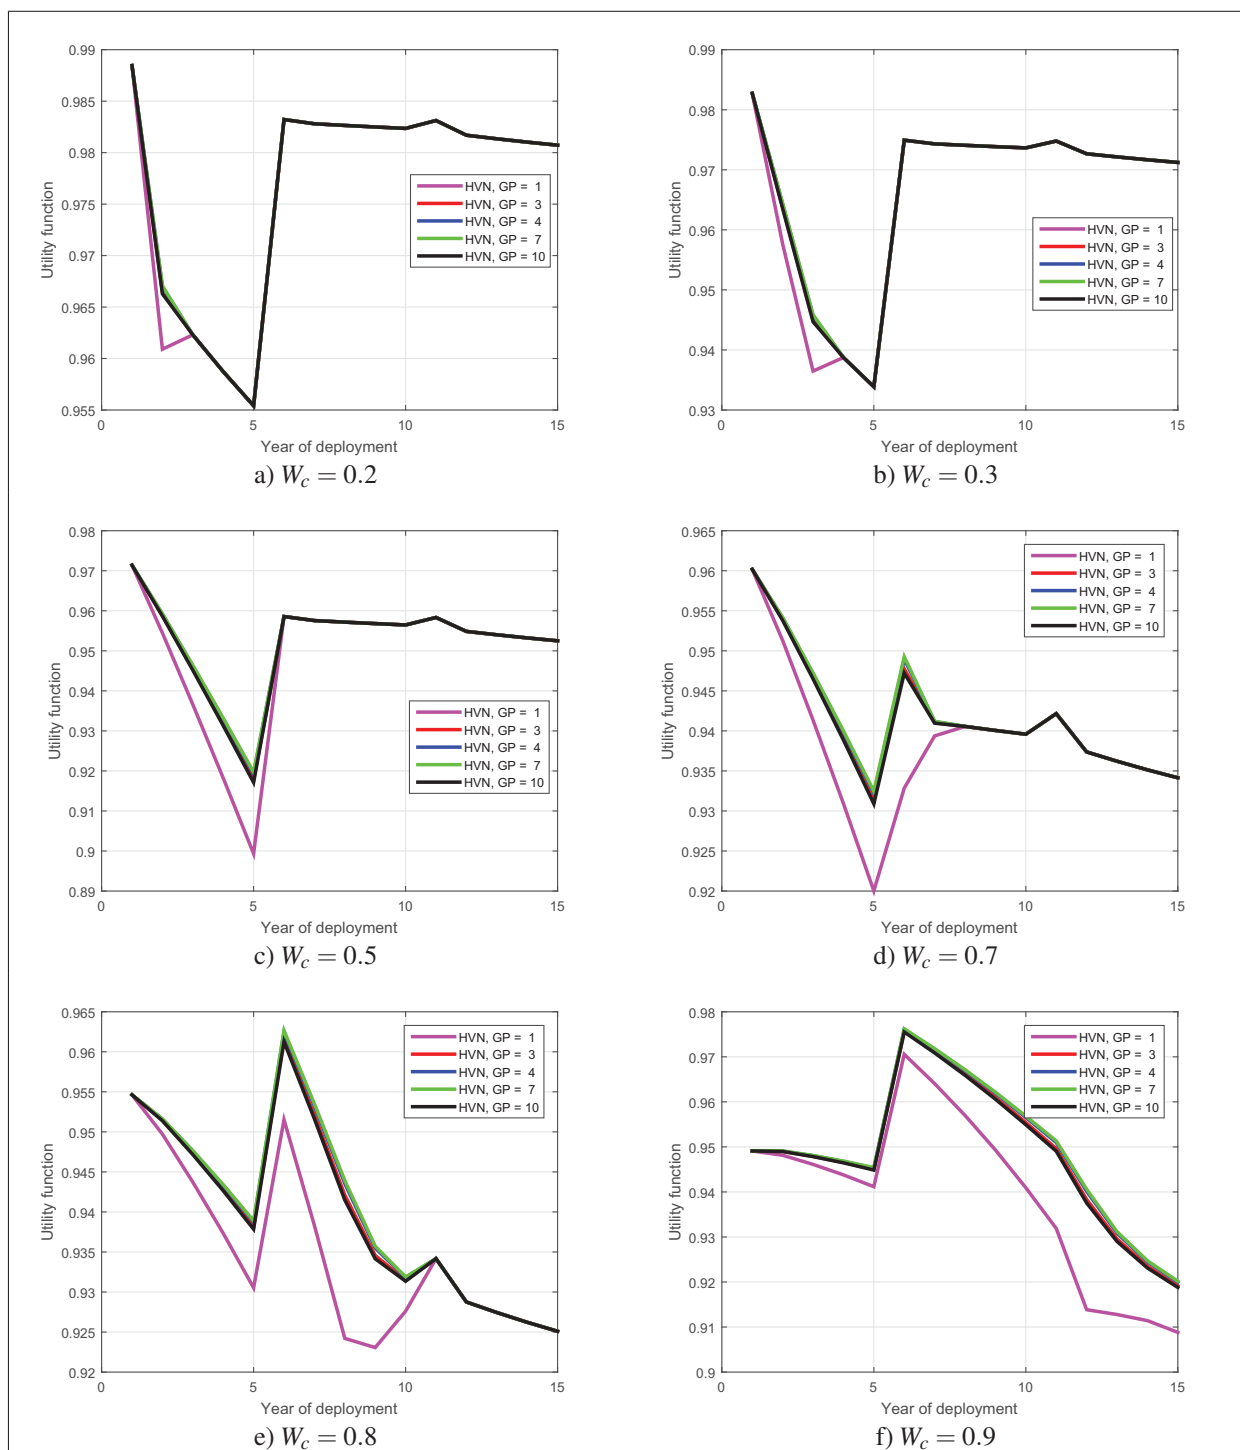 0.99
0.985
0.98
0.975
0.97
0.965
0.96
0.955
Utility function
0 5 10 15
Year of deployment
HVN, GP = 1
HVN, GP = 3
HVN, GP = 4
HVN, GP = 7
HVN, GP = 10
a) W_c = 0.2
0.99
0.98
0.97
0.96
0.95
0.94
0.93
Utility function
0 5 10 15
Year of deployment
HVN, GP = 1
HVN, GP = 3
HVN, GP = 4
HVN, GP = 7
HVN, GP = 10
b) W_c = 0.3
0.98
0.97
0.96
0.95
0.94
0.93
0.92
0.91
0.9
0.89
Utility function
0 5 10 15
Year of deployment
HVN, GP = 1
HVN, GP = 3
HVN, GP = 4
HVN, GP = 7
HVN, GP = 10
c) W_c = 0.5
0.965
0.96
0.955
0.95
0.945
0.94
0.935
0.93
0.925
0.92
Utility function
0 5 10 15
Year of deployment
HVN, GP = 1
HVN, GP = 3
HVN, GP = 4
HVN, GP = 7
HVN, GP = 10
d) W_c = 0.7
0.965
0.96
0.955
0.95
0.945
0.94
0.935
0.93
0.925
0.92
Utility function
0 5 10 15
Year of deployment
HVN, GP = 1
HVN, GP = 3
HVN, GP = 4
HVN, GP = 7
HVN, GP = 10
e) W_c = 0.8
0.98
0.97
0.96
0.95
0.94
0.93
0.92
0.91
0.9
Utility function
0 5 10 15
Year of deployment
HVN, GP = 1
HVN, GP = 3
HVN, GP = 4
HVN, GP = 7
HVN, GP = 10
f) W_c = 0.9